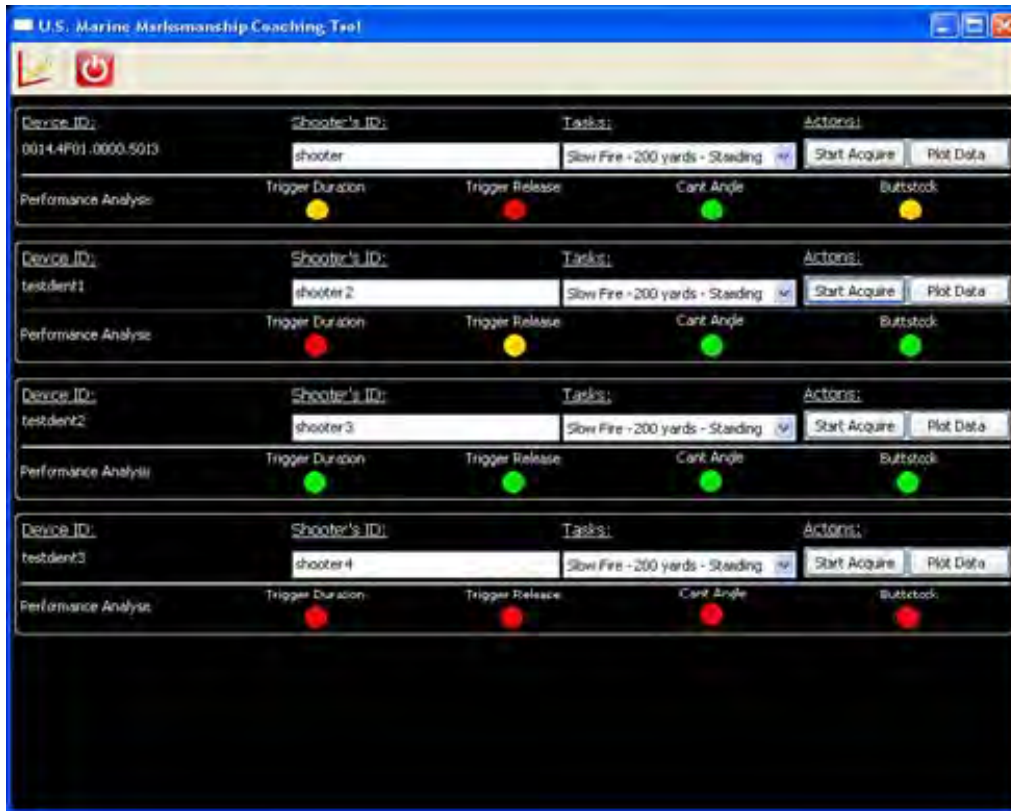 U.S. Marine Marksmanship Coaching Tool
Device ID: Shooter's ID: Tasks: Actions:
0014.4F01.0000.5013 shooter Slow Fire - 200 yards - Standing Start Acquire Plot Data
Performance Analysis Trigger Duration Trigger Release Cant Angle Buttstock
Device ID: Shooter's ID: Tasks: Actions:
testclient1 shooter2 Slow Fire - 200 yards - Standing Start Acquire Plot Data
Performance Analysis Trigger Duration Trigger Release Cant Angle Buttstock
Device ID: Shooter's ID: Tasks: Actions:
testclient2 shooter3 Slow Fire - 200 yards - Standing Start Acquire Plot Data
Performance Analysis Trigger Duration Trigger Release Cant Angle Buttstock
Device ID: Shooter's ID: Tasks: Actions:
testclient3 shooter4 Slow Fire - 200 yards - Standing Start Acquire Plot Data
Performance Analysis Trigger Duration Trigger Release Cant Angle Buttstock